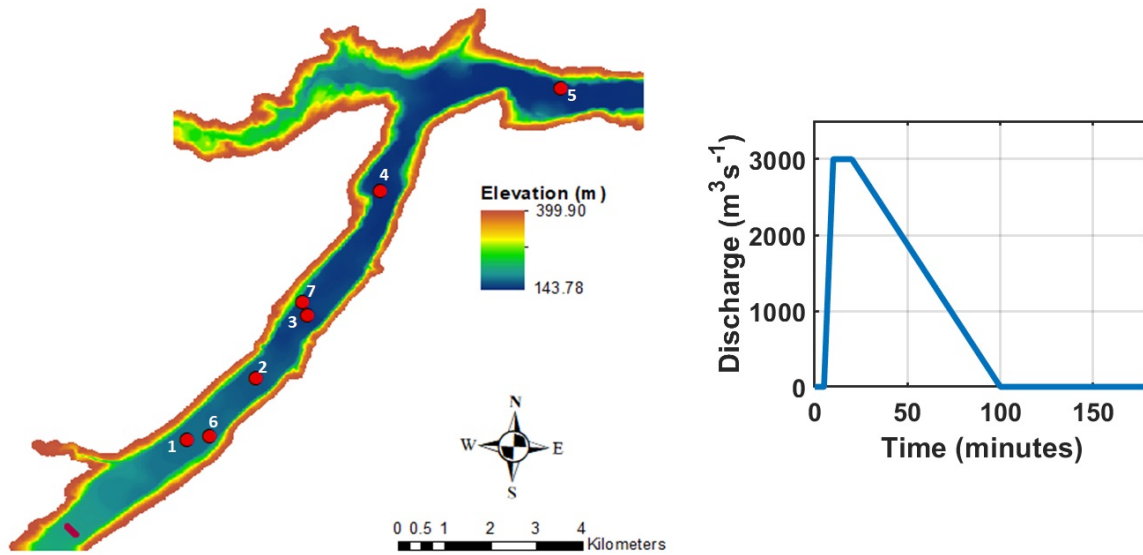 5
4
Elevation (m)
399.90
143.78
7
3
2
6
1
N
W E
S
0 0.5 1 2 3 4
Kilometers
Discharge (m³s⁻¹)
3000
2000
1000
0
0 50 100 150
Time (minutes)